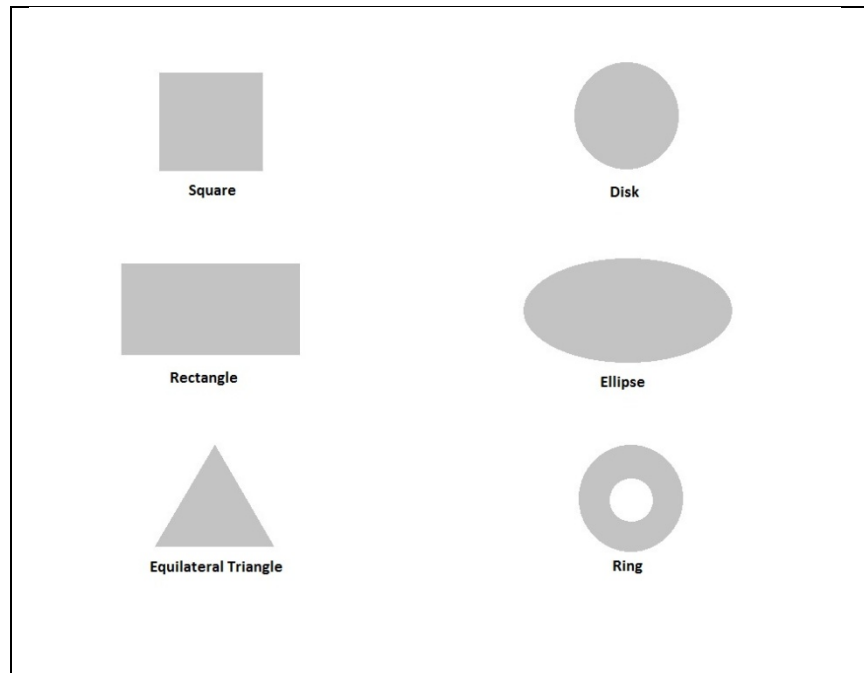 Square
Disk
Rectangle
Ellipse
Equilateral Triangle
Ring